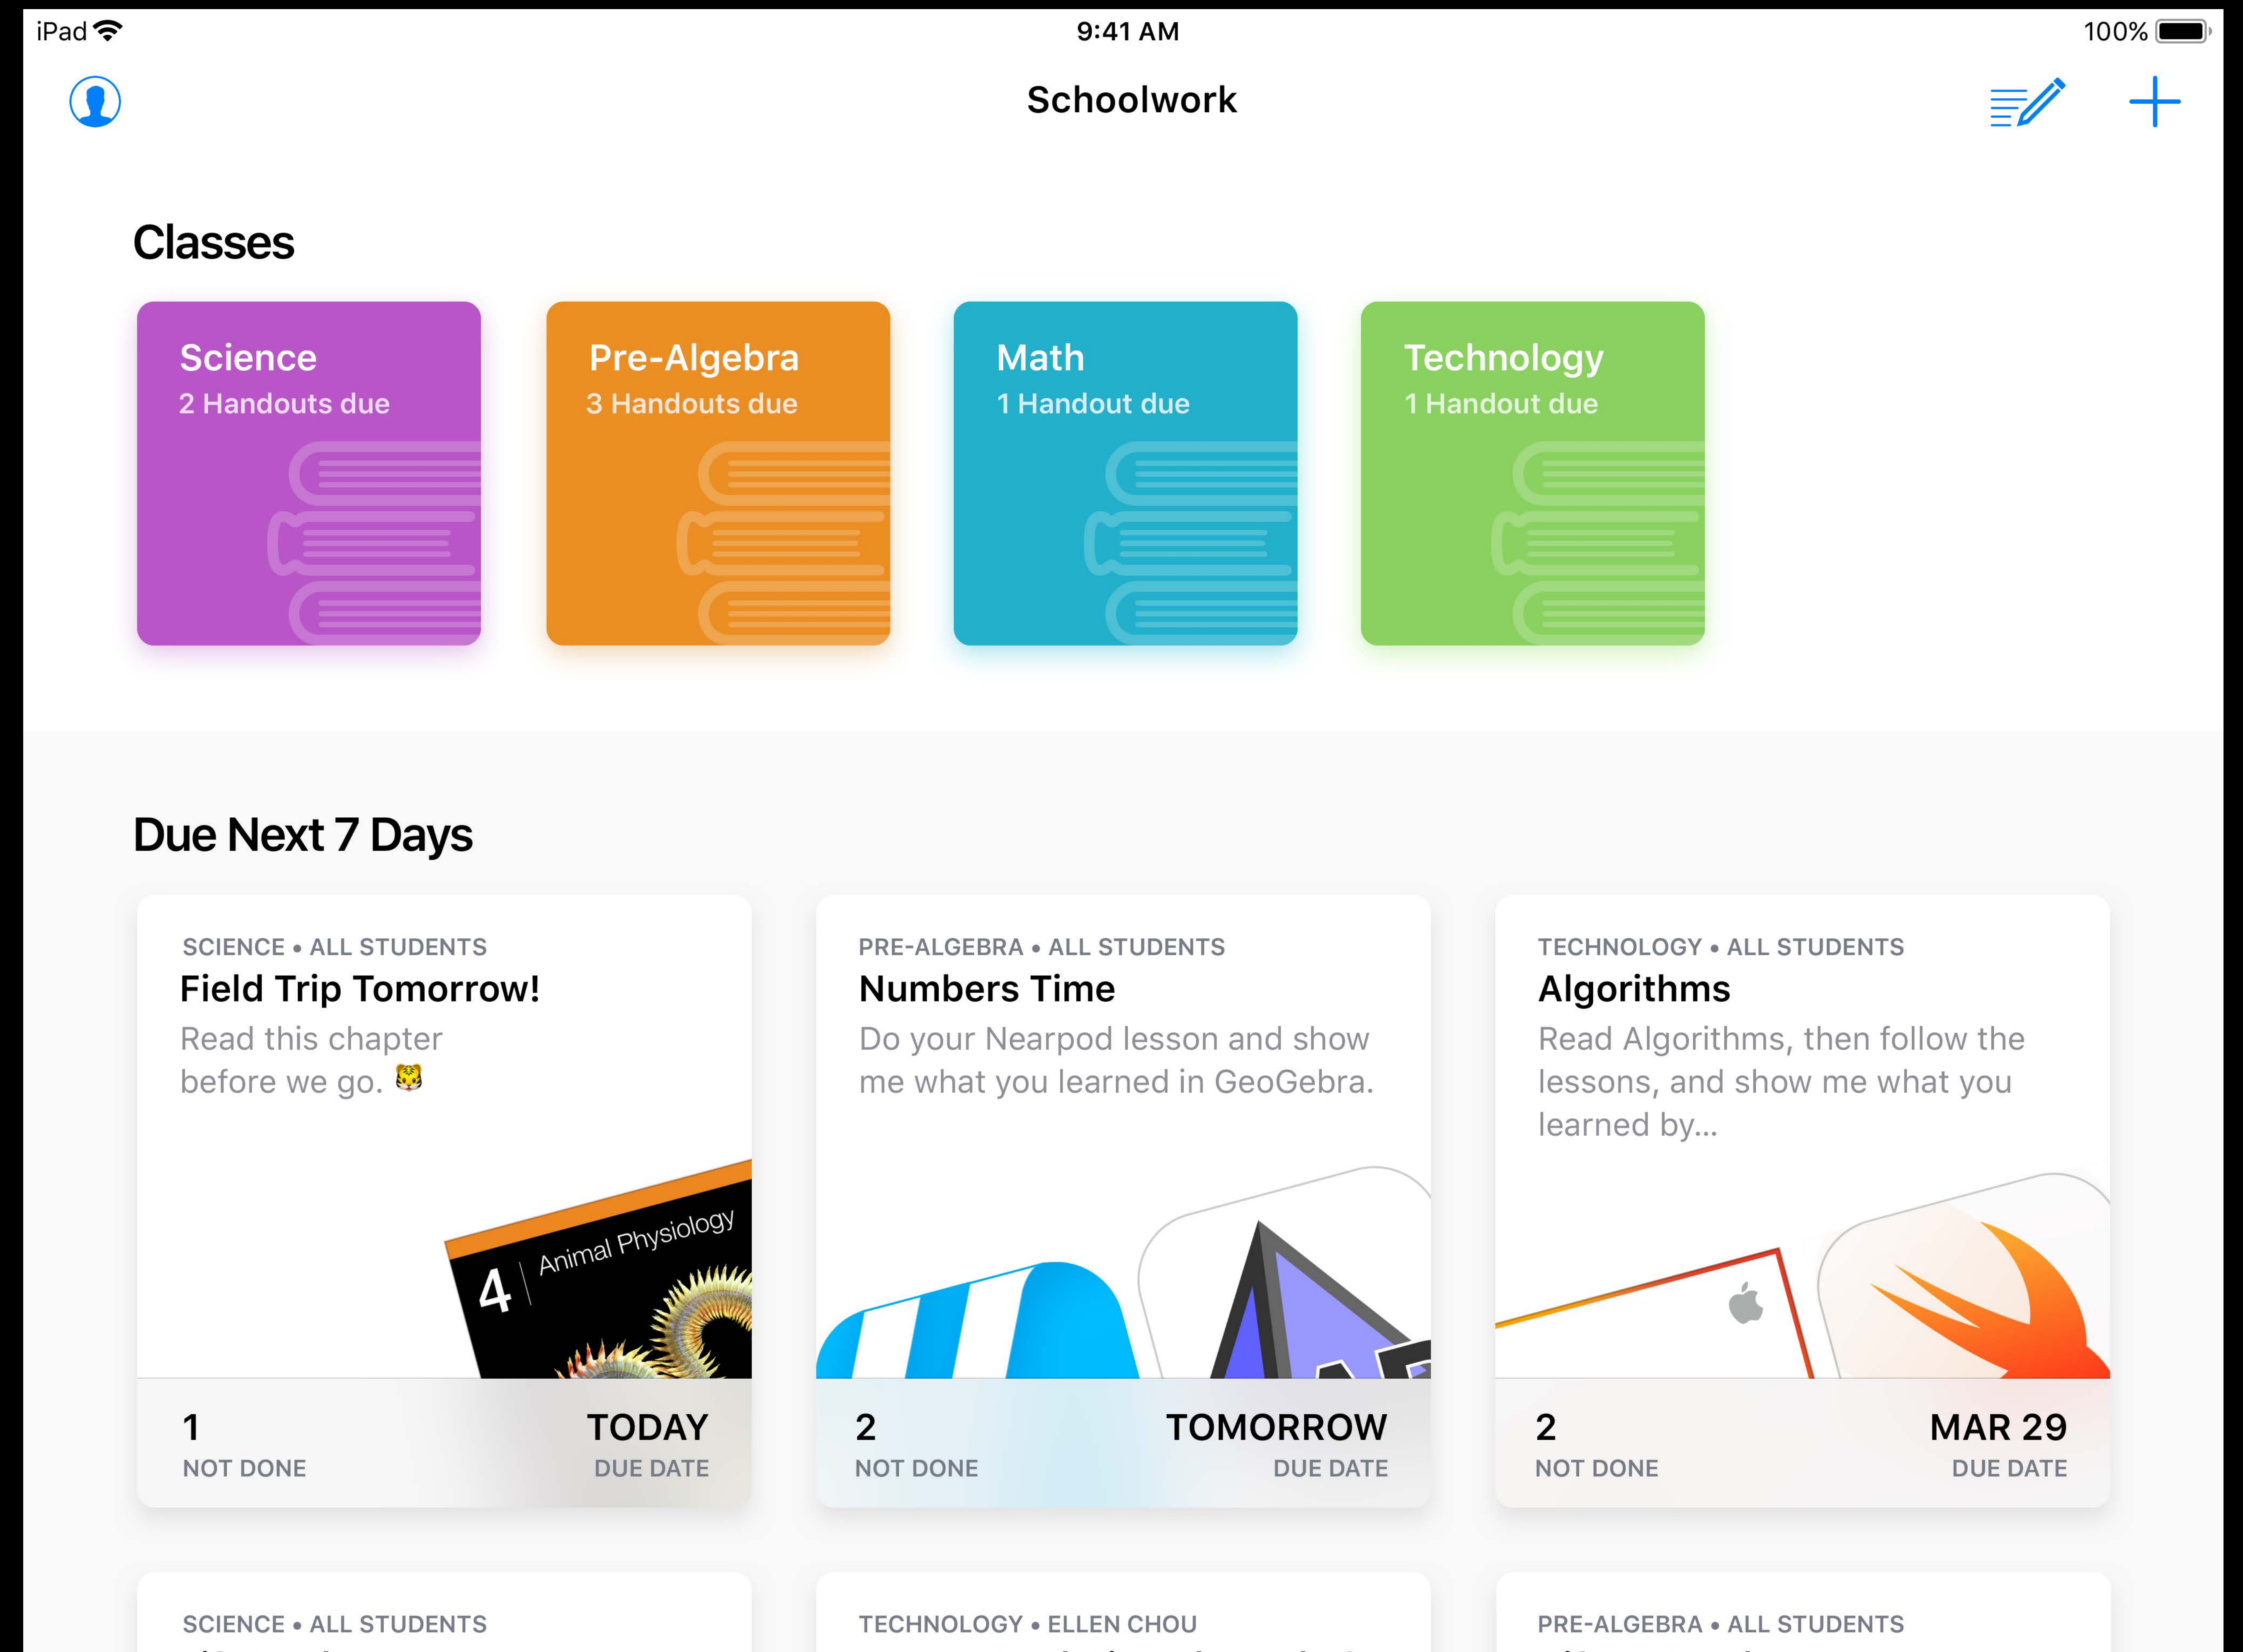 iPad
9:41 AM
100%
Schoolwork
Classes
Science
2 Handouts due
Pre-Algebra
3 Handouts due
Math
1 Handout due
Technology
1 Handout due
Due Next 7 Days
SCIENCE • ALL STUDENTS
Field Trip Tomorrow!
Read this chapter
before we go. 🐯
4 | Animal Physiology
1
NOT DONE
TODAY
DUE DATE
PRE-ALGEBRA • ALL STUDENTS
Numbers Time
Do your Nearpod lesson and show
me what you learned in GeoGebra.
2
NOT DONE
TOMORROW
DUE DATE
TECHNOLOGY • ALL STUDENTS
Algorithms
Read Algorithms, then follow the
lessons, and show me what you
learned by...
2
NOT DONE
MAR 29
DUE DATE
SCIENCE • ALL STUDENTS
TECHNOLOGY • ELLEN CHOU
PRE-ALGEBRA • ALL STUDENTS